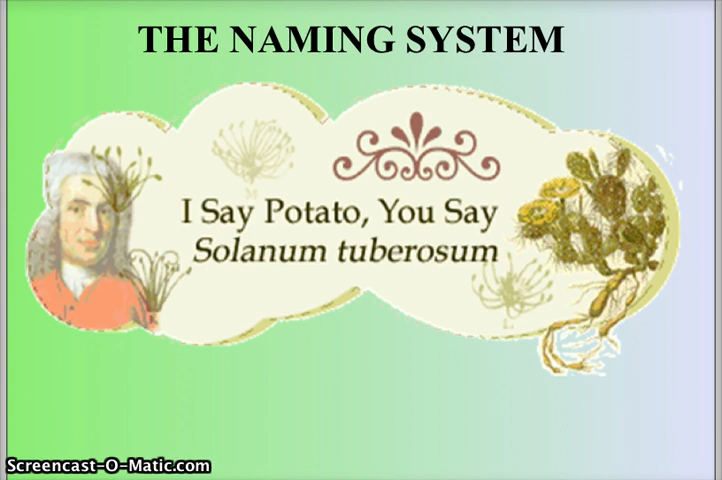 THE NAMING SYSTEM
I Say Potato, You Say
Solanum tuberosum
Screencast-O-Matic.com